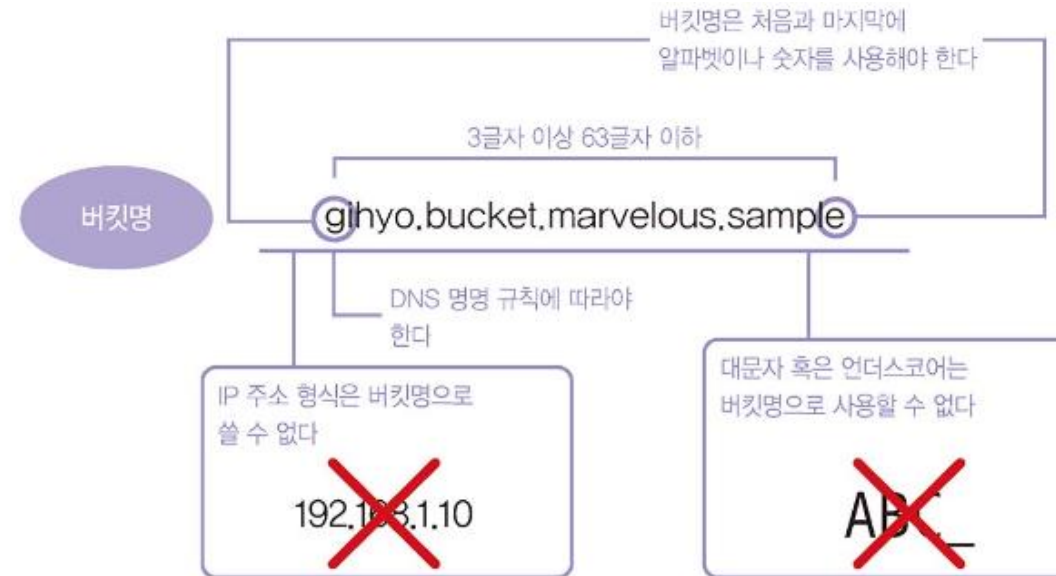 버킷명은 처음과 마지막에
알파벳이나 숫자를 사용해야 한다
3글자 이상 63글자 이하
버킷명
gihyo.bucket.marvelous.sample
DNS 명명 규칙에 따라야
한다
IP 주소 형식은 버킷명으로
쓸 수 없다
192.168.1.10
대문자 혹은 언더스코어는
버킷명으로 사용할 수 없다
ABC_